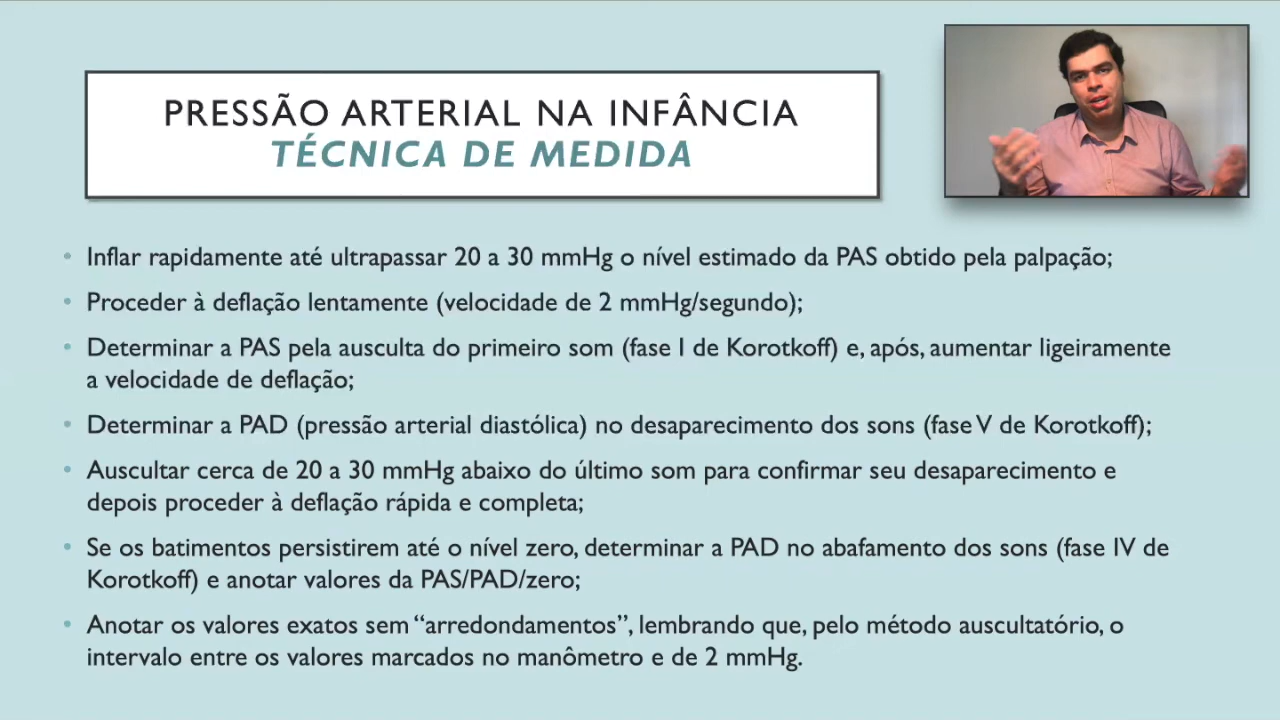 PRESSÃO ARTERIAL NA INFÂNCIA
TÉCNICA DE MEDIDA
• Inflar rapidamente até ultrapassar 20 a 30 mmHg o nível estimado da PAS obtido pela palpação;
• Proceder à deflação lentamente (velocidade de 2 mmHg/segundo);
• Determinar a PAS pela ausculta do primeiro som (fase I de Korotkoff) e, após, aumentar ligeiramente
a velocidade de deflação;
• Determinar a PAD (pressão arterial diastólica) no desaparecimento dos sons (fase V de Korotkoff);
• Auscultar cerca de 20 a 30 mmHg abaixo do último som para confirmar seu desaparecimento e
depois proceder à deflação rápida e completa;
• Se os batimentos persistirem até o nível zero, determinar a PAD no abafamento dos sons (fase IV de
Korotkoff) e anotar valores da PAS/PAD/zero;
• Anotar os valores exatos sem “arredondamentos”, lembrando que, pelo método auscultatório, o
intervalo entre os valores marcados no manômetro e de 2 mmHg.